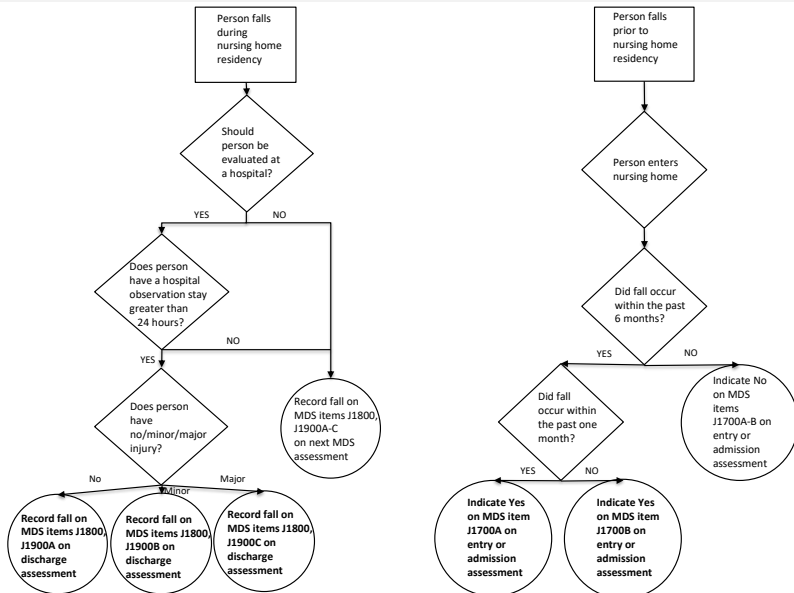 Person falls
during
nursing home
residency
Should
person be
evaluated at
a hospital?
YES
NO
Does person
have a hospital
observation stay
greater than
24 hours?
NO
YES
Does person
have
no/minor/major
injury?
Record fall on
MDS items J1800,
J1900A-C
on next MDS
assessment
No
Minor
Major
Record fall on
MDS items J1800,
J1900A on
discharge
assessment
Record fall on
MDS items J1800,
J1900B on
discharge
assessment
Record fall on
MDS items J1800,
J1900C on
discharge
assessment
Person falls
prior to
nursing home
residency
Person enters
nursing home
Did fall occur
within the past
6 months?
YES
NO
Did fall
occur within
the past one
month?
Indicate No
on MDS
items
J1700A-B on
entry or
admission
assessment
YES
NO
Indicate Yes
on MDS item
J1700A on
entry or
admission
assessment
Indicate Yes
on MDS item
J1700B on
entry or
admission
assessment